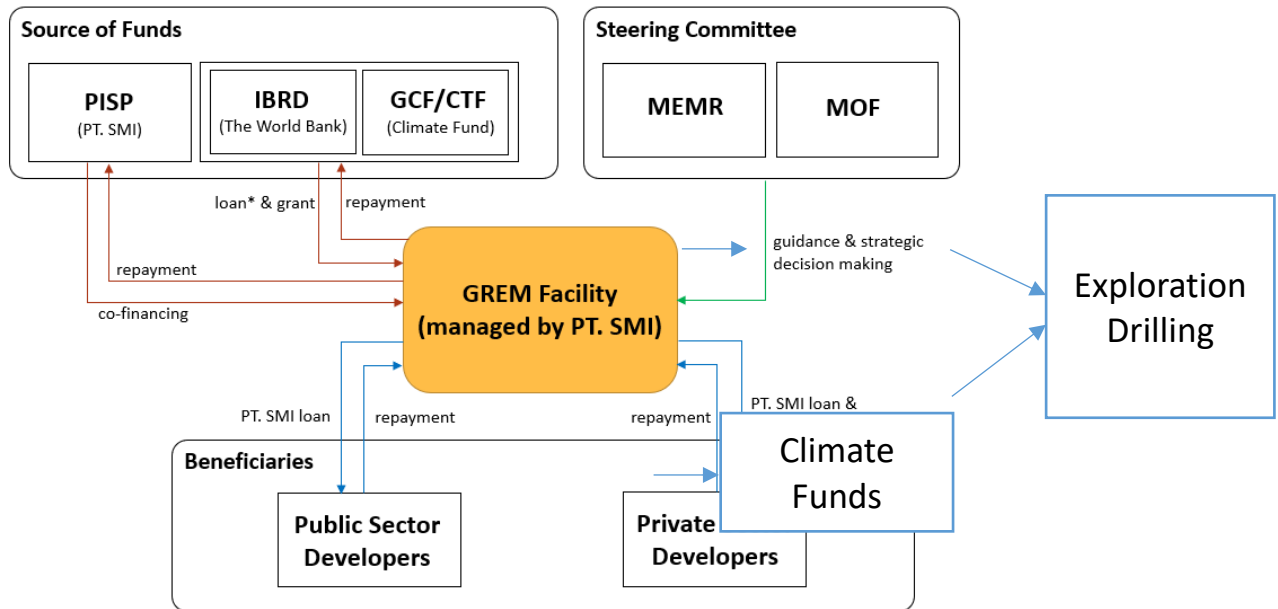 Source of Funds
PISP
(PT. SMI)
IBRD
(The World Bank)
GCF/CTF
(Climate Fund)
Steering Committee
MEMR
MOF
loan* & grant
repayment
repayment
co-financing
guidance & strategic
decision making
GREM Facility
(managed by PT. SMI)
Exploration
Drilling
PT. SMI loan
repayment
repayment
PT. SMI loan &
Climate
Funds
Beneficiaries
Public Sector
Developers
Private
Developers